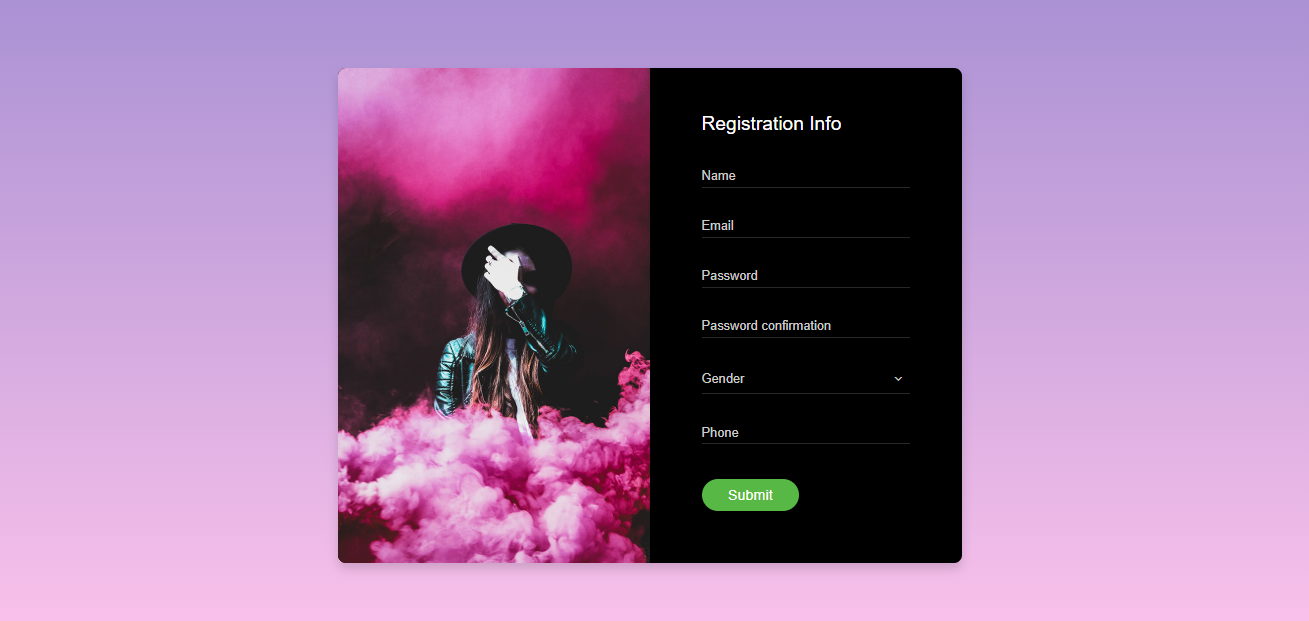 Registration Info
Name
Email
Password
Password confirmation
Gender
Phone
Submit